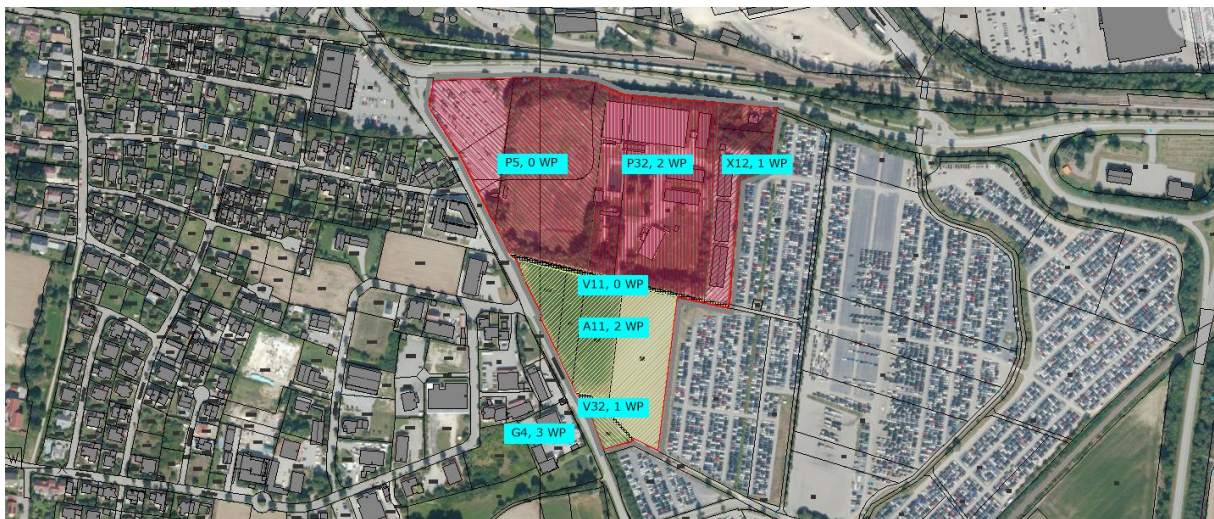 P5, 0 WP
P32, 2 WP
X12, 1 WP
V11, 0 WP
A11, 2 WP
V32, 1 WP
G4, 3 WP